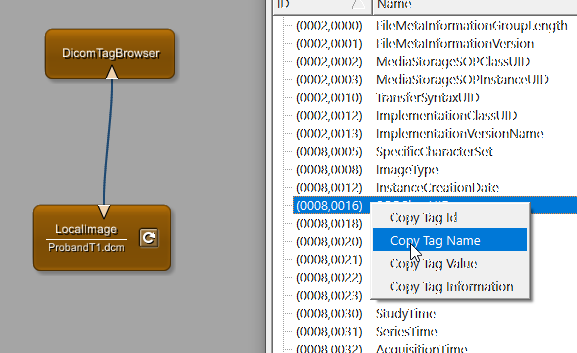 DicomTagBrowser
LocalImage
ProbandT1.dcm
ID Name
(0002,0000) FileMetaInformationGroupLength
(0002,0001) FileMetaInformationVersion
(0002,0002) MediaStorageSOPClassUID
(0002,0003) MediaStorageSOPInstanceUID
(0002,0010) TransferSyntaxUID
(0002,0012) ImplementationClassUID
(0002,0013) ImplementationVersionName
(0008,0005) SpecificCharacterSet
(0008,0008) ImageType
(0008,0012) InstanceCreationDate
(0008,0016)
(0008,0018)
(0008,0020)
(0008,0021)
(0008,0022)
(0008,0023)
Copy Tag Id
Copy Tag Name
Copy Tag Value
Copy Tag Information
(0008,0030) StudyTime
(0008,0031) SeriesTime
(0008,0032) AcquisitionTime